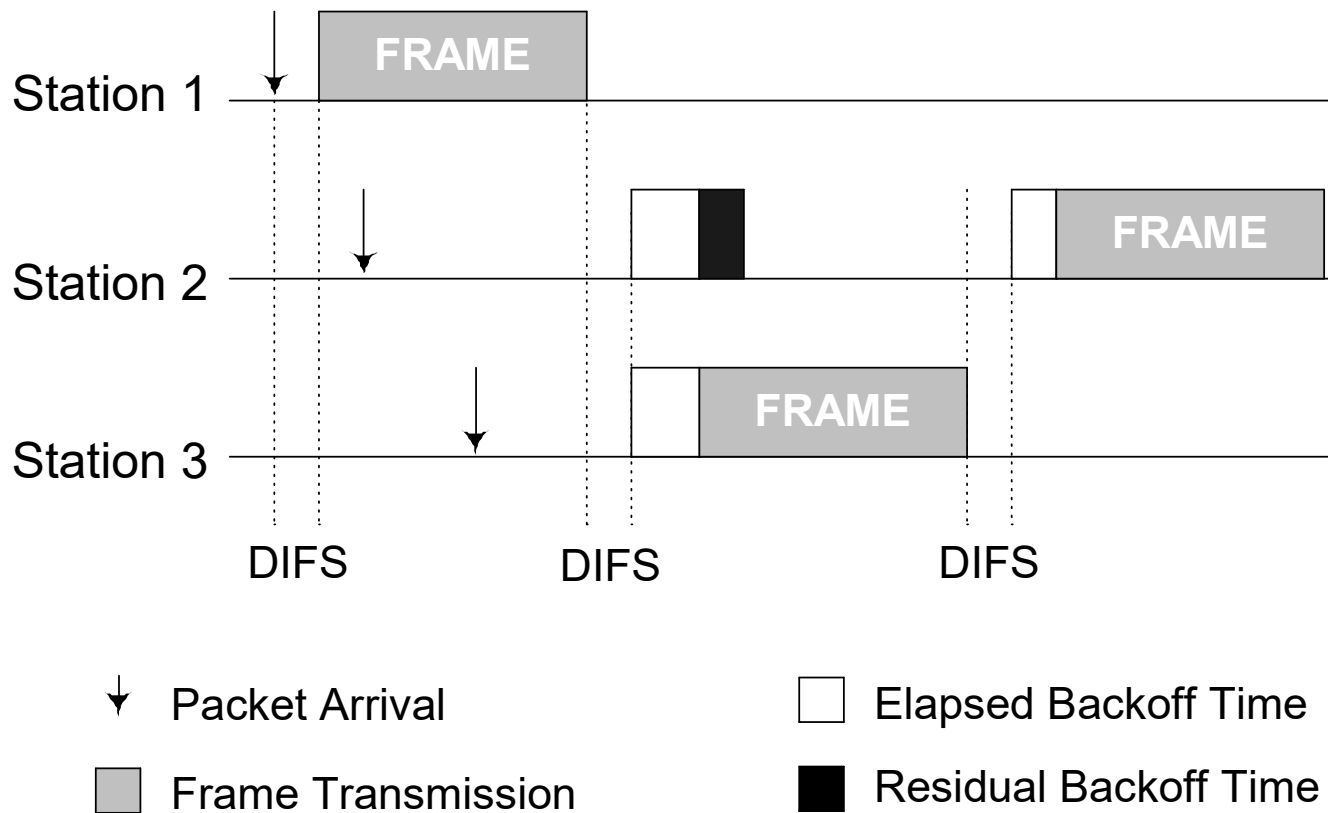 FRAME
Station 1
FRAME
Station 2
FRAME
Station 3
DIFS DIFS DIFS
Packet Arrival Elapsed Backoff Time
Frame Transmission Residual Backoff Time